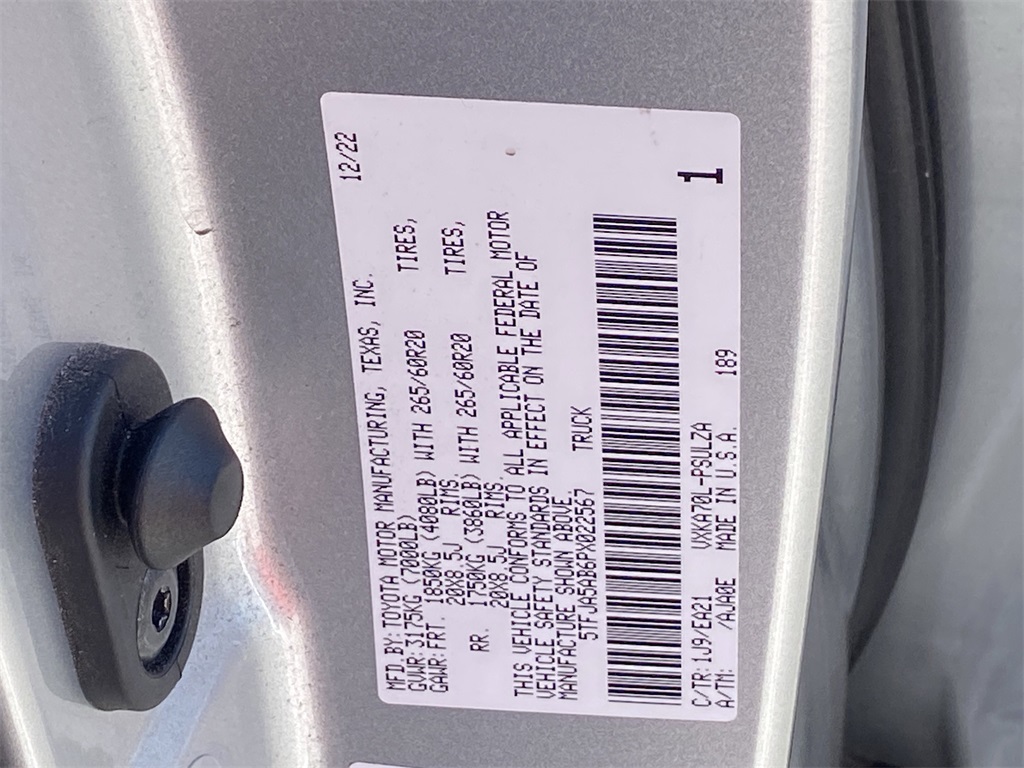 MFD.BY:TOYOTA MOTOR MANUFACTURING, TEXAS, INC. 12/22
GVWR:3175KG (7000LB)
GAWR:FRT. 1850KG (4080LB) WITH 265/60R20 TIRES,
20X8.5J RIMS.
RR. 1750KG (3860LB) WITH 265/60R20 TIRES,
20X8.5J RIMS.
THIS VEHICLE CONFORMS TO ALL APPLICABLE FEDERAL MOTOR
VEHICLE SAFETY STANDARDS IN EFFECT ON THE DATE OF
MANUFACTURE SHOWN ABOVE.
5TFJA5AB6PX022567 TRUCK
1
C/TR:1J9/EA21 VXKA70L-PSULZA
A/TM: /AJA0E MADE IN U.S.A. 189